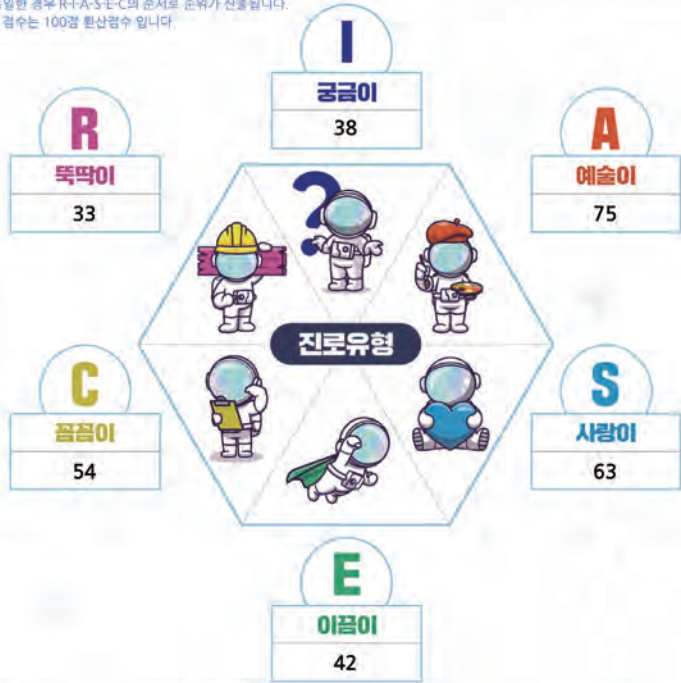 동일한 경우 R-I-A-S-E-C의 순서로 순위가 산출됩니다.
점수는 100점 환산점수 입니다.
I
궁금이
38
R
뚝딱이
33
A
예술이
75
?
진로유형
C
꼼꼼이
54
S
사랑이
63
E
이끔이
42